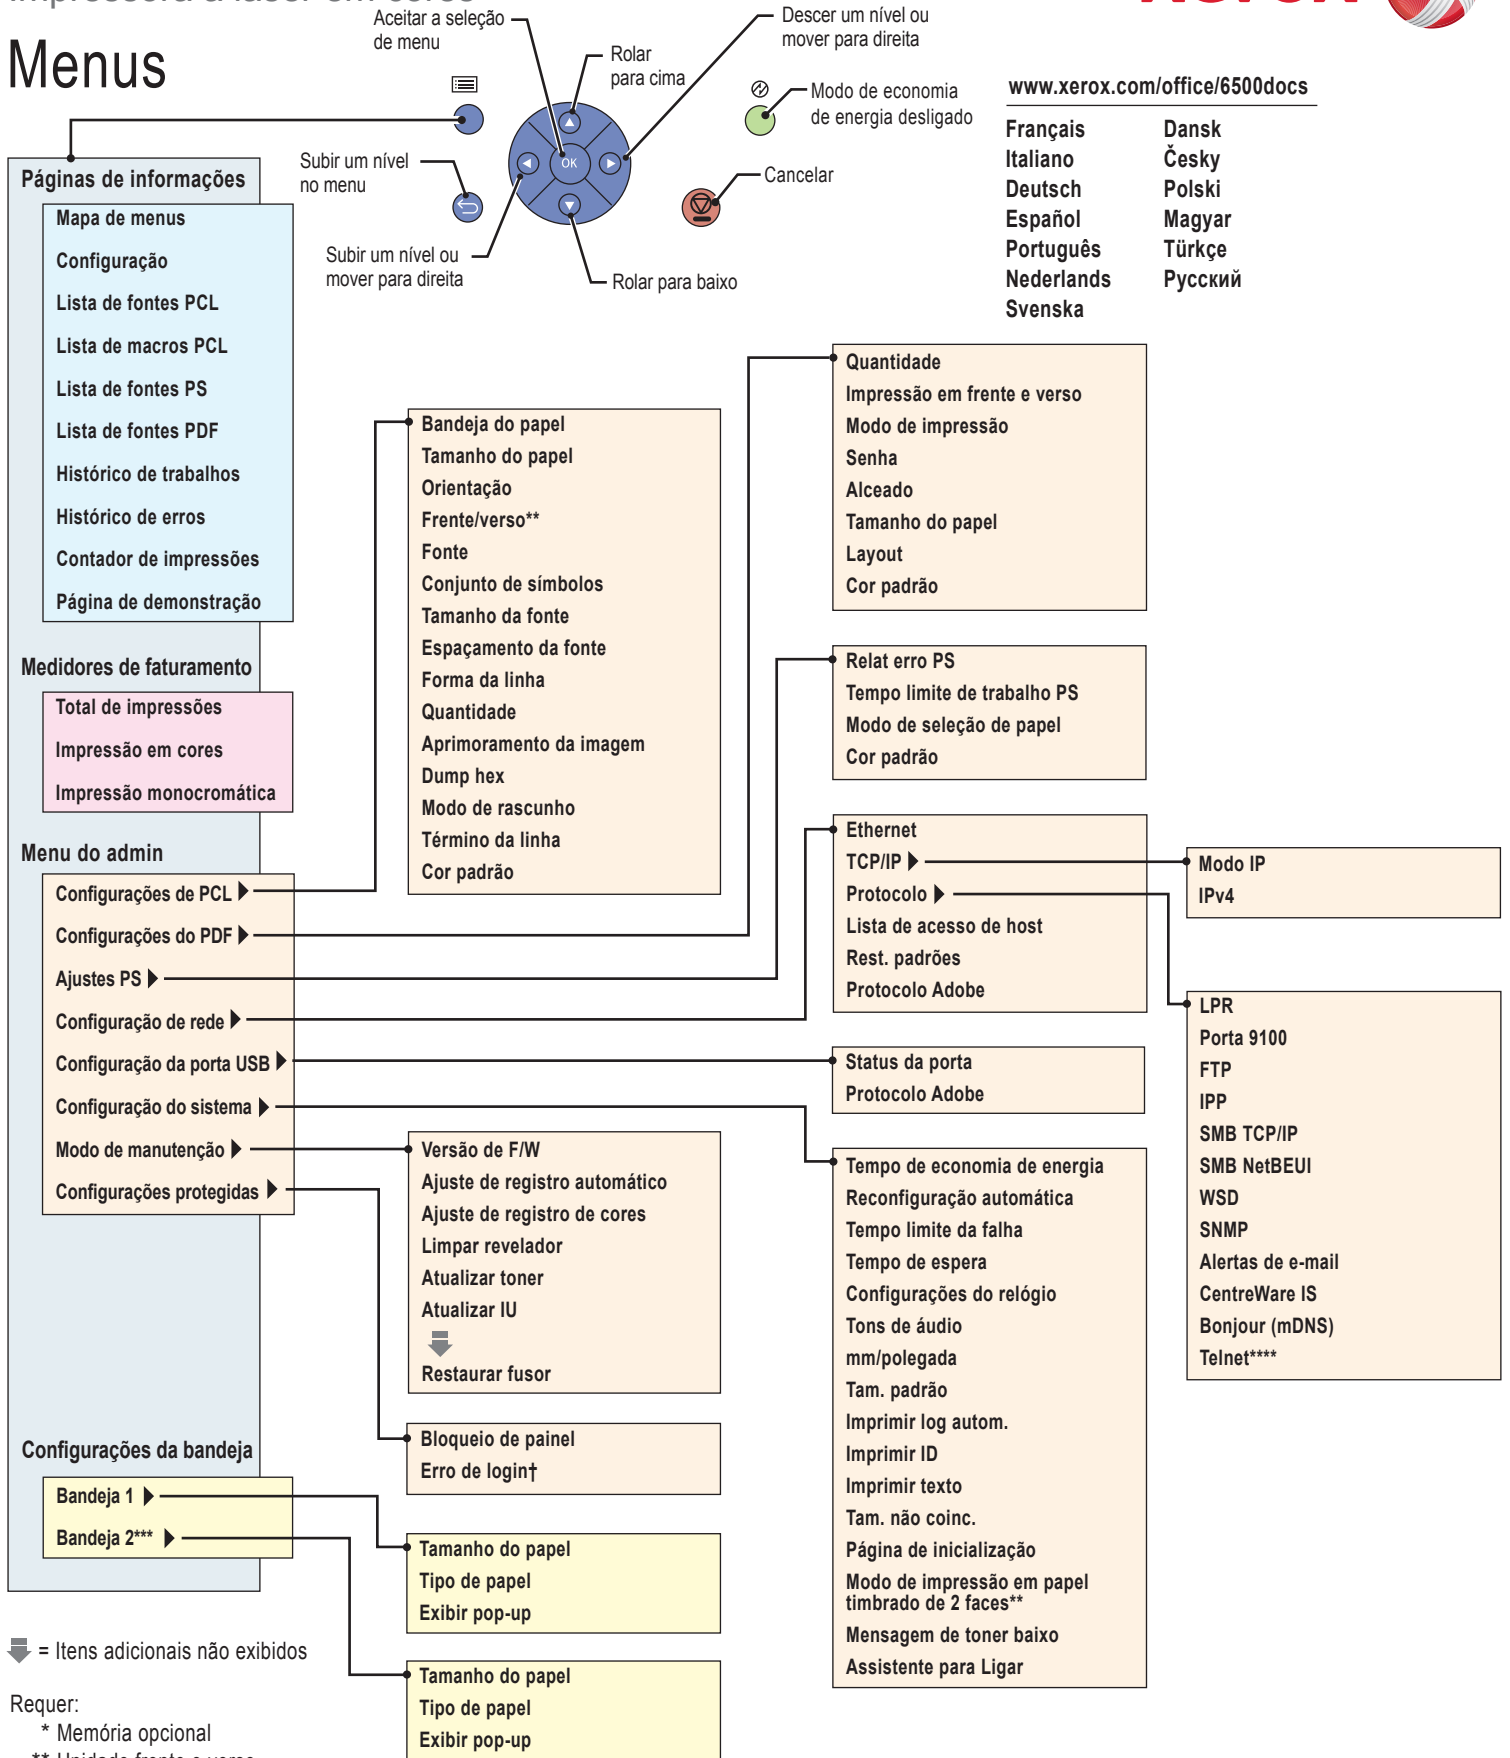 Impressora a laser em cores
xerox
Menus
Aceitar a seleção
de menu
Rolar
para cima
Descer um nível ou
mover para direita
Modo de economia
de energia desligado
Subir um nível
no menu
OK
Cancelar
Subir um nível ou
mover para direita
Rolar para baixo
www.xerox.com/office/6500docs
Français
Italiano
Deutsch
Español
Português
Nederlands
Svenska
Dansk
Česky
Polski
Magyar
Türkçe
Русский
Páginas de informações
Mapa de menus
Configuração
Lista de fontes PCL
Lista de macros PCL
Lista de fontes PS
Lista de fontes PDF
Histórico de trabalhos
Histórico de erros
Contador de impressões
Página de demonstração
Medidores de faturamento
Total de impressões
Impressão em cores
Impressão monocromática
Menu do admin
Configurações de PCL
Configurações do PDF
Ajustes PS
Configuração de rede
Configuração da porta USB
Configuração do sistema
Modo de manutenção
Configurações protegidas
Configurações da bandeja
Bandeja 1
Bandeja 2***
Bandeja do papel
Tamanho do papel
Orientação
Frente/verso**
Fonte
Conjunto de símbolos
Tamanho da fonte
Espaçamento da fonte
Forma da linha
Quantidade
Aprimoramento da imagem
Dump hex
Modo de rascunho
Término da linha
Cor padrão
Versão de F/W
Ajuste de registro automático
Ajuste de registro de cores
Limpar revelador
Atualizar toner
Atualizar IU
Restaurar fusor
Bloqueio de painel
Erro de login†
Tamanho do papel
Tipo de papel
Exibir pop-up
Tamanho do papel
Tipo de papel
Exibir pop-up
Quantidade
Impressão em frente e verso
Modo de impressão
Senha
Alceado
Tamanho do papel
Layout
Cor padrão
Relat erro PS
Tempo limite de trabalho PS
Modo de seleção de papel
Cor padrão
Ethernet
TCP/IP
Protocolo
Lista de acesso de host
Rest. padrões
Protocolo Adobe
Status da porta
Protocolo Adobe
Tempo de economia de energia
Reconfiguração automática
Tempo limite da falha
Tempo de espera
Configurações do relógio
Tons de áudio
mm/polegada
Tam. padrão
Imprimir log autom.
Imprimir ID
Imprimir texto
Tam. não coinc.
Página de inicialização
Modo de impressão em papel
timbrado de 2 faces**
Mensagem de toner baixo
Assistente para Ligar
Modo IP
IPv4
LPR
Porta 9100
FTP
IPP
SMB TCP/IP
SMB NetBEUI
WSD
SNMP
Alertas de e-mail
CentreWare IS
Bonjour (mDNS)
Telnet****
= Itens adicionais não exibidos
Requer:
* Memória opcional
** Unidade frente e verso